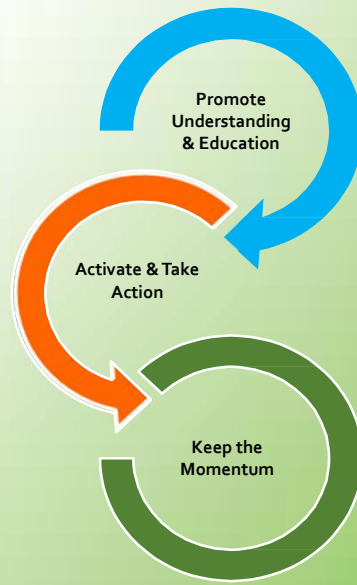 Promote
Understanding
& Education
Activate & Take
Action
Keep the
Momentum